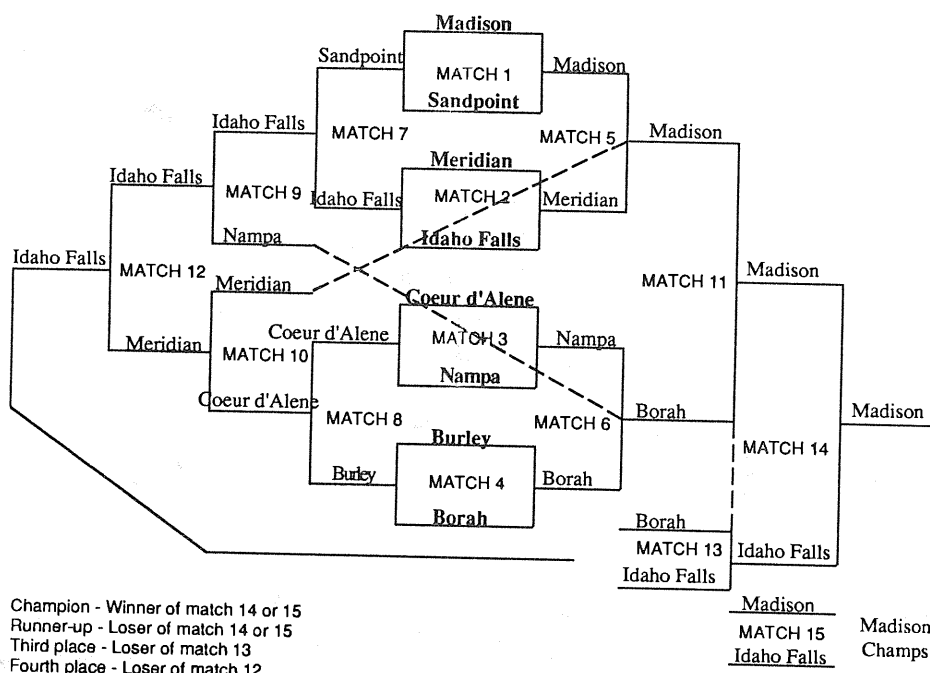 Madison
Sandpoint
MATCH 1
Madison
Sandpoint
Idaho Falls
MATCH 7
MATCH 5
Madison
Meridian
Idaho Falls
MATCH 9
Idaho Falls
MATCH 2
Meridian
Nampa
Idaho Falls
Idaho Falls
MATCH 12
Meridian
MATCH 11
Madison
Coeur d'Alene
Coeur d'Alene
MATCH 3
Nampa
Meridian
MATCH 10
Nampa
Coeur d'Alene
MATCH 8
MATCH 6
Borah
Madison
Burley
MATCH 14
Burley
MATCH 4
Borah
Borah
Borah
MATCH 13
Idaho Falls
Idaho Falls
Champion - Winner of match 14 or 15
Runner-up - Loser of match 14 or 15
Third place - Loser of match 13
Fourth place - Loser of match 12
Madison
MATCH 15
Madison
Idaho Falls
Champs